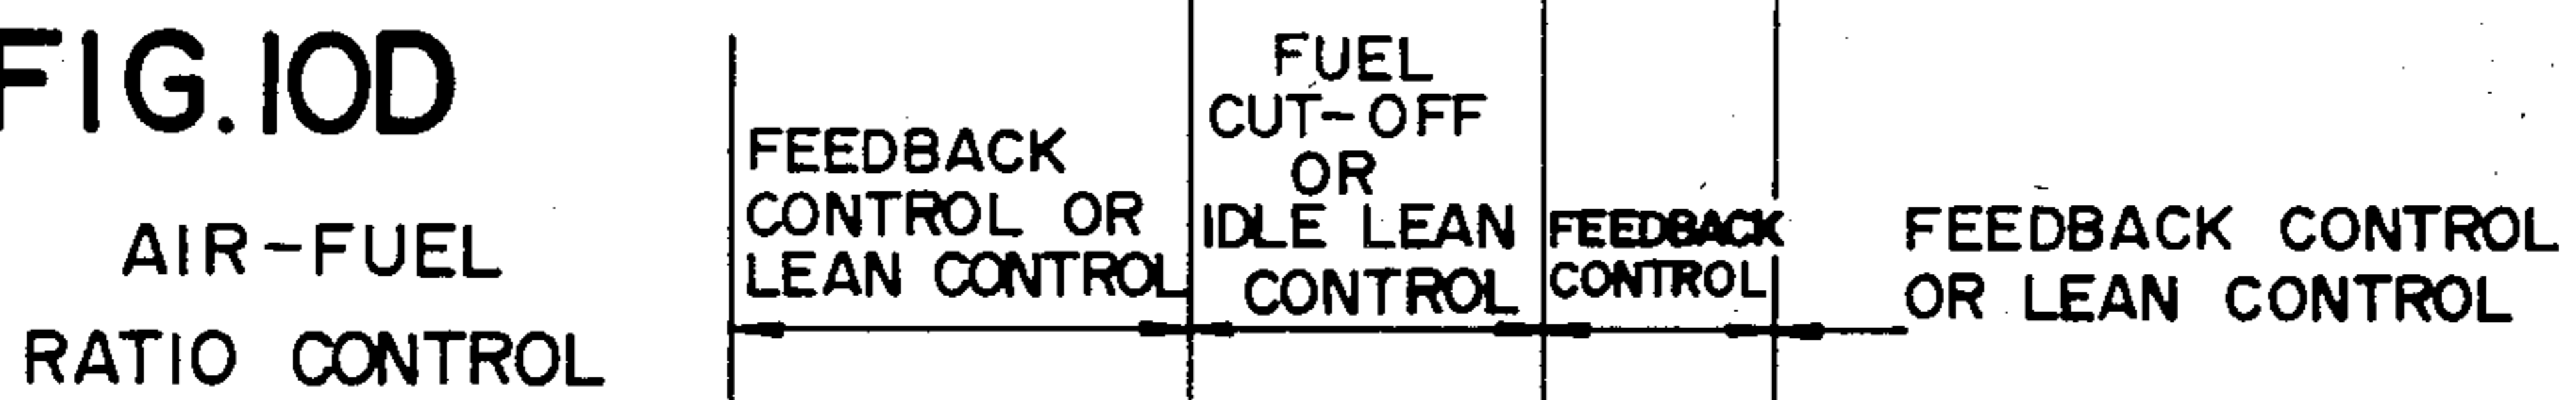 FIG. 10D
AIR-FUEL
RATIO CONTROL
FEEDBACK
CONTROL OR
LEAN CONTROL
FUEL
CUT-OFF
OR
IDLE LEAN
CONTROL
FEEDBACK
CONTROL
FEEDBACK CONTROL
OR LEAN CONTROL